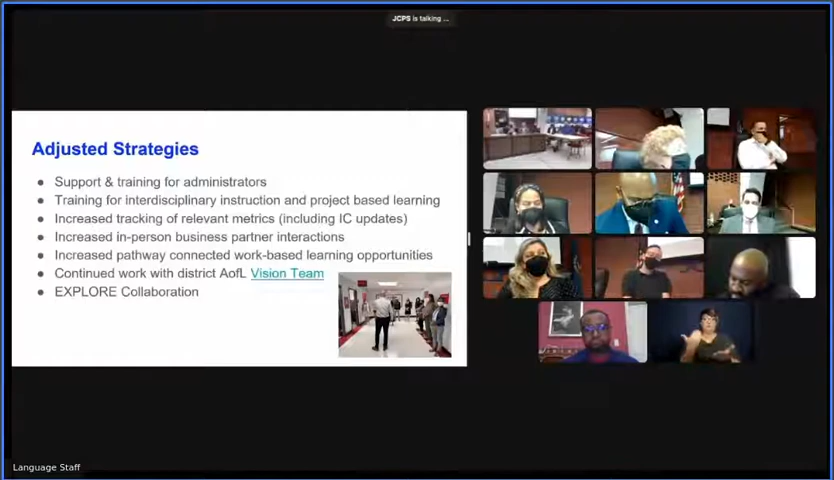 JCPS is talking ...
Adjusted Strategies
● Support & training for administrators
● Training for interdisciplinary instruction and project based learning
● Increased tracking of relevant metrics (including IC updates)
● Increased in-person business partner interactions
● Increased pathway connected work-based learning opportunities
● Continued work with district AofL Vision Team
● EXPLORE Collaboration
Language Staff